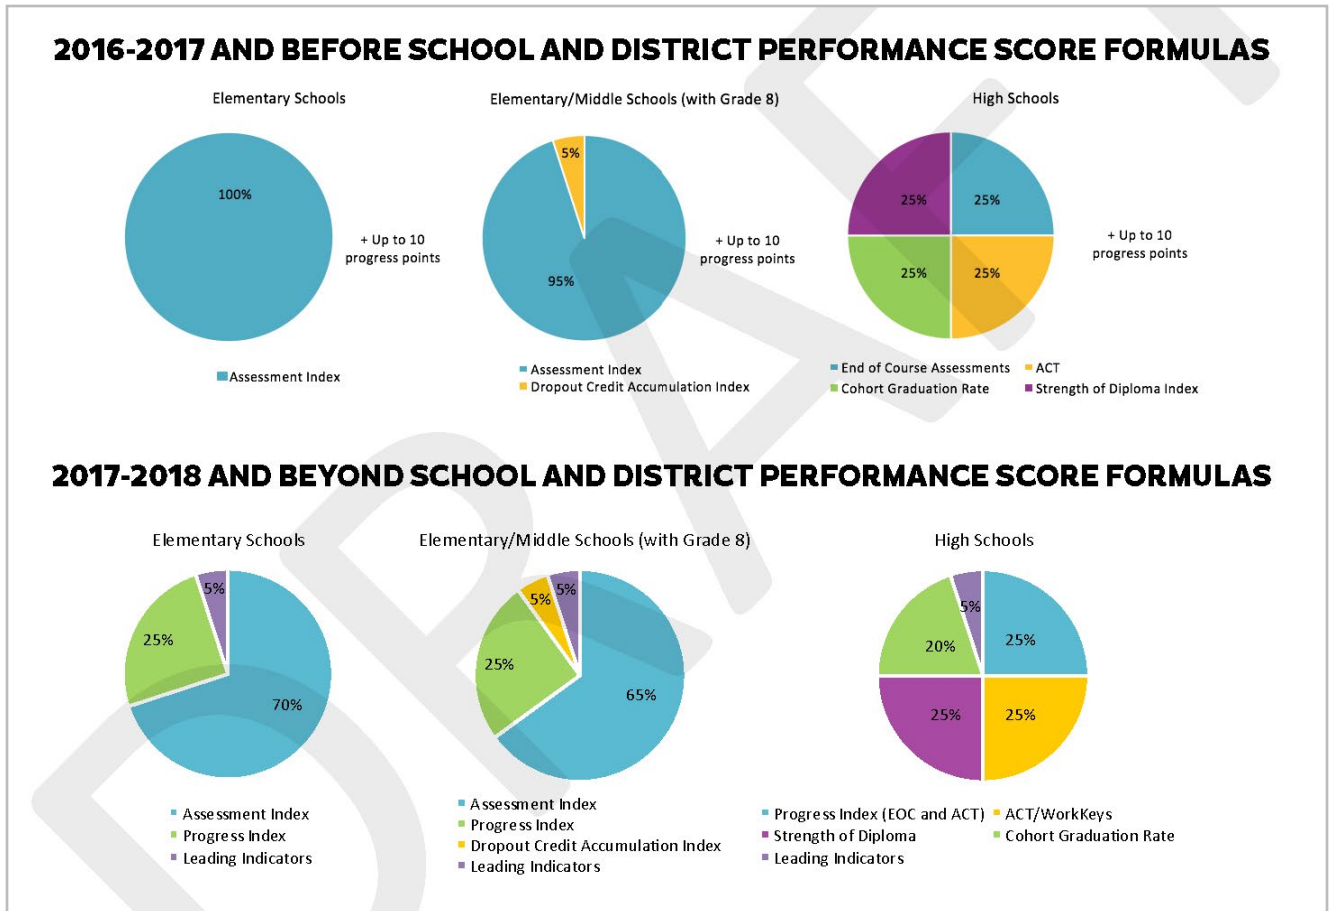 2016-2017 AND BEFORE SCHOOL AND DISTRICT PERFORMANCE SCORE FORMULAS
Elementary Schools
100%
+ Up to 10
progress points
Assessment Index
Elementary/Middle Schools (with Grade 8)
5%
95%
+ Up to 10
progress points
Assessment Index
Dropout Credit Accumulation Index
High Schools
25%
25%
25%
25%
+ Up to 10
progress points
End of Course Assessments
ACT
Cohort Graduation Rate
Strength of Diploma Index
2017-2018 AND BEYOND SCHOOL AND DISTRICT PERFORMANCE SCORE FORMULAS
Elementary Schools
5%
25%
70%
Assessment Index
Progress Index
Leading Indicators
Elementary/Middle Schools (with Grade 8)
5%
5%
25%
65%
Assessment Index
Progress Index
Dropout Credit Accumulation Index
Leading Indicators
High Schools
5%
20%
25%
25%
25%
Progress Index (EOC and ACT)
ACT/WorkKeys
Strength of Diploma
Cohort Graduation Rate
Leading Indicators
DRAFT